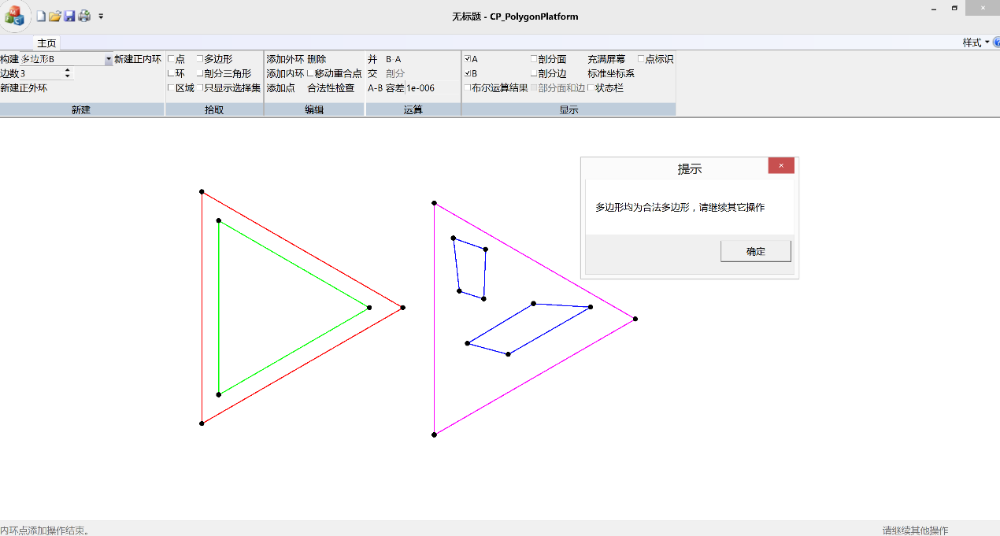 无标题 - CP_PolygonPlatform
主页
样式
构建 多边形B 新建正内环 点 多边形 添加外环 删除 并 B-A A 剖分面 充满屏幕 点标识
边数 3 环 剖分三角形 添加内环 移动重合点 交 剖分 B 剖分边 标准坐标系
新建正外环 区域 只显示选择集 添加点 合法性检查 A-B 容差 1e-006 布尔运算结果 剖分面和边 状态栏
新建 拾取 编辑 运算 显示
提示
多边形均为合法多边形，请继续其它操作
确定
内环点添加操作结束。 请继续其他操作